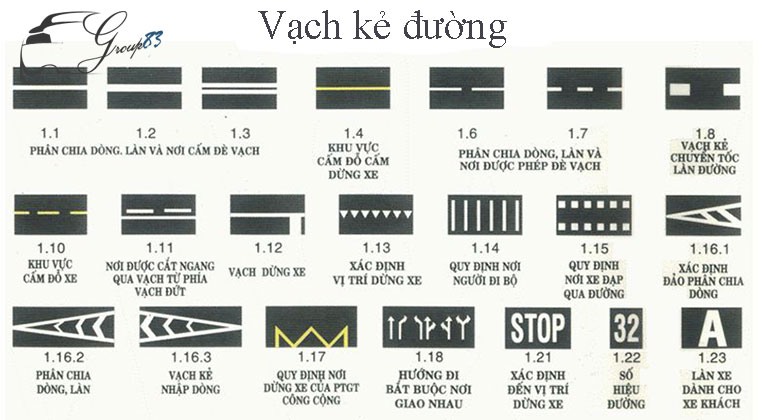 Group83
Vạch kẻ đường
1.1 1.2 1.3 1.4 1.6 1.7 1.8
PHÂN CHIA DÒNG. LÀN VÀ NƠI CẤM ĐÈ VẠCH
KHU VỰC
CẤM ĐỖ CẤM
DỪNG XE
PHÂN CHIA DÒNG, LÀN VÀ
NƠI ĐƯỢC PHÉP ĐÈ VẠCH
VẠCH KẺ
CHUYỂN TỐC
LÀN ĐƯỜNG
1.10 1.11 1.12 1.13 1.14 1.15 1.16.1
KHU VỰC
CẤM ĐỖ XE
NƠI ĐƯỢC CẮT NGANG
QUA VẠCH TỪ PHÍA
VẠCH ĐỨT
VẠCH DỪNG XE
XÁC ĐỊNH
VỊ TRÍ DỪNG XE
QUY ĐỊNH NƠI
NGƯỜI ĐI BỘ
QUY ĐỊNH
NƠI XE ĐẠP
QUA ĐƯỜNG
XÁC ĐỊNH
ĐẢO PHÂN CHIA
DÒNG
STOP 32 A
1.16.2 1.16.3 1.17 1.18 1.21 1.22 1.23
PHÂN CHIA
DÒNG, LÀN
VẠCH KẺ
NHẬP DÒNG
QUY ĐỊNH NƠI
DỪNG XE CỦA PTGT
CÔNG CỘNG
HƯỚNG ĐI
BẮT BUỘC NƠI
GIAO NHAU
XÁC ĐỊNH
ĐẾN VỊ TRÍ
DỪNG XE
SỐ
HIỆU
ĐƯỜNG
LÀN XE
DÀNH CHO
XE KHÁCH